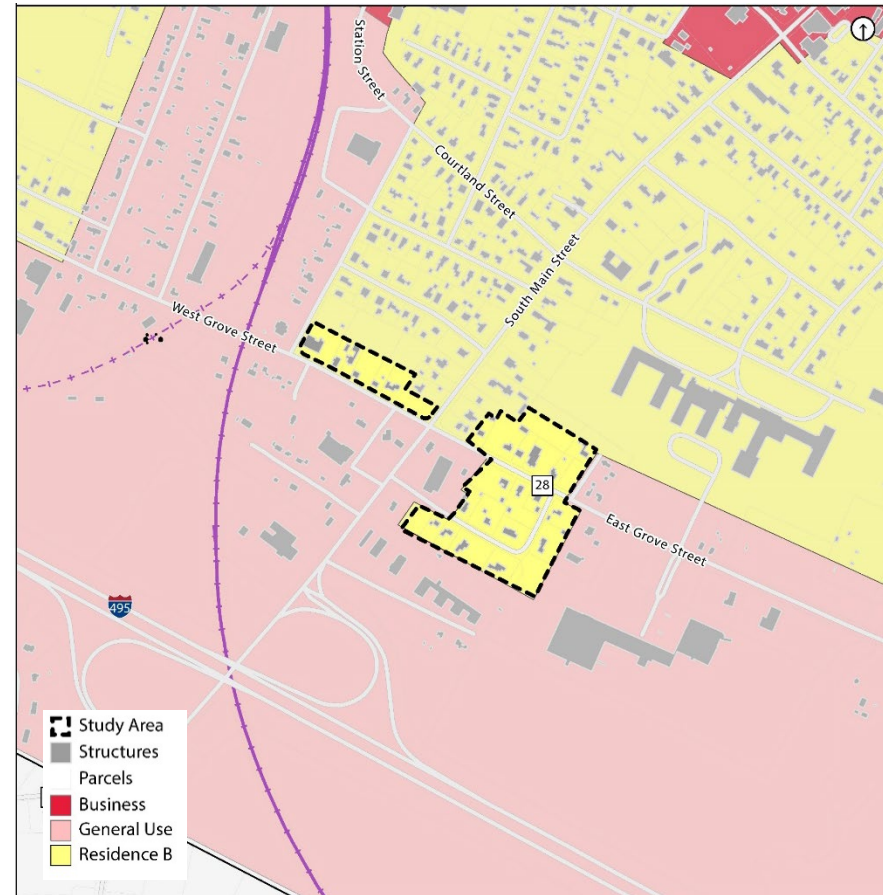 ↑
Station Street
Courtland Street
South Main Street
West Grove Street
28
East Grove Street
495
Study Area
Structures
Parcels
Business
General Use
Residence B